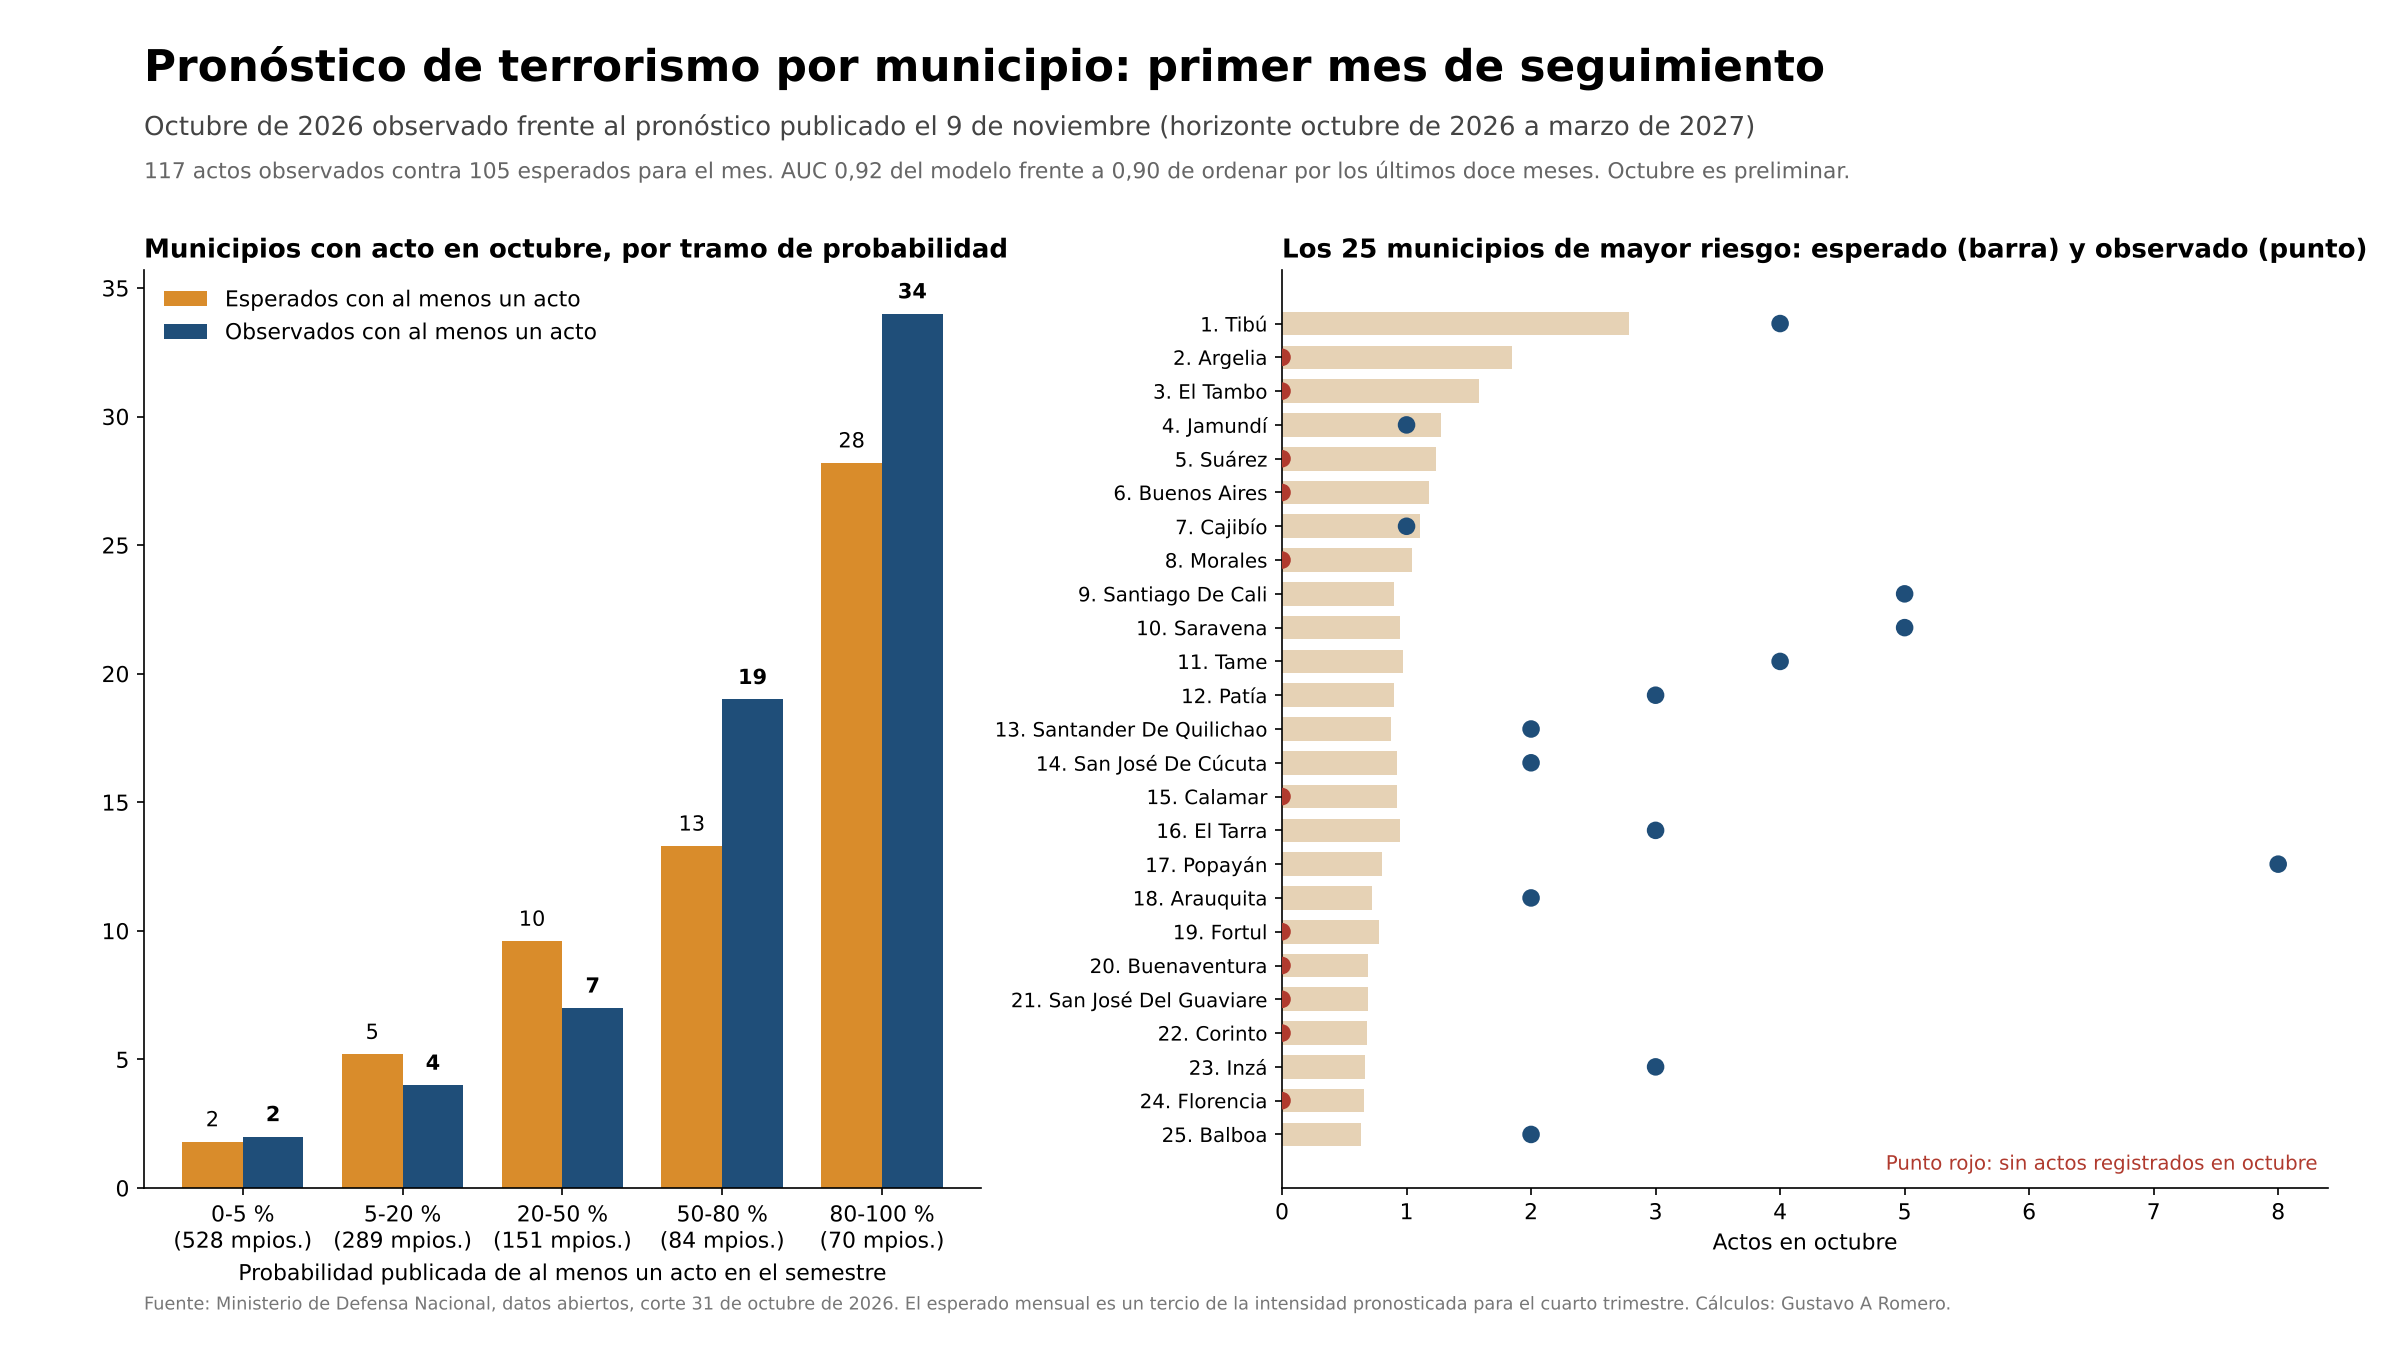 Pronóstico de terrorismo por municipio: primer mes de seguimiento
Octubre de 2026 observado frente al pronóstico publicado el 9 de noviembre (horizonte octubre de 2026 a marzo de 2027)
117 actos observados contra 105 esperados para el mes. AUC 0,92 del modelo frente a 0,90 de ordenar por los últimos doce meses. Octubre es preliminar.
Municipios con acto en octubre, por tramo de probabilidad
35
30
25
20
15
10
5
0
Esperados con al menos un acto
Observados con al menos un acto
2
2
5
4
10
7
13
19
28
34
0-5 %
(528 mpios.)
5-20 %
(289 mpios.)
20-50 %
(151 mpios.)
50-80 %
(84 mpios.)
80-100 %
(70 mpios.)
Probabilidad publicada de al menos un acto en el semestre
Los 25 municipios de mayor riesgo: esperado (barra) y observado (punto)
1. Tibú
2. Argelia
3. El Tambo
4. Jamundí
5. Suárez
6. Buenos Aires
7. Cajibío
8. Morales
9. Santiago De Cali
10. Saravena
11. Tame
12. Patía
13. Santander De Quilichao
14. San José De Cúcuta
15. Calamar
16. El Tarra
17. Popayán
18. Arauquita
19. Fortul
20. Buenaventura
21. San José Del Guaviare
22. Corinto
23. Inzá
24. Florencia
25. Balboa
Punto rojo: sin actos registrados en octubre
0
1
2
3
4
5
6
7
8
Actos en octubre
Fuente: Ministerio de Defensa Nacional, datos abiertos, corte 31 de octubre de 2026. El esperado mensual es un tercio de la intensidad pronosticada para el cuarto trimestre. Cálculos: Gustavo A Romero.